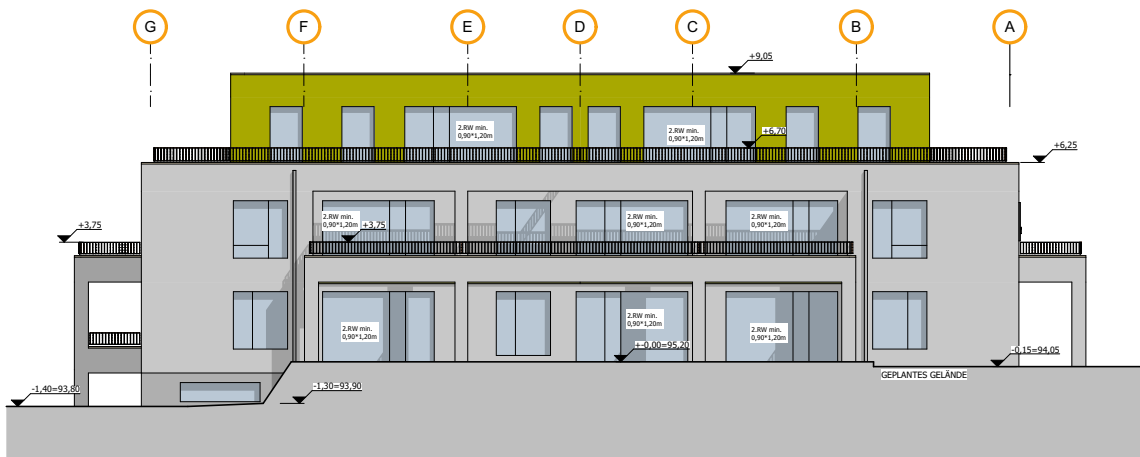 G F E D C B A
+9,05
2.RW min.
0,90*1,20m
2.RW min.
0,90*1,20m
+6,70
+6,25
+3,75
2.RW min.
0,90*1,20m
+3,75
2.RW min.
0,90*1,20m
2.RW min.
0,90*1,20m
2.RW min.
0,90*1,20m
2.RW min.
0,90*1,20m
2.RW min.
0,90*1,20m
+-0,00=95,20
-0,15=94,05
GEPLANTES GELÄNDE
-1,40=93,80
-1,30=93,90